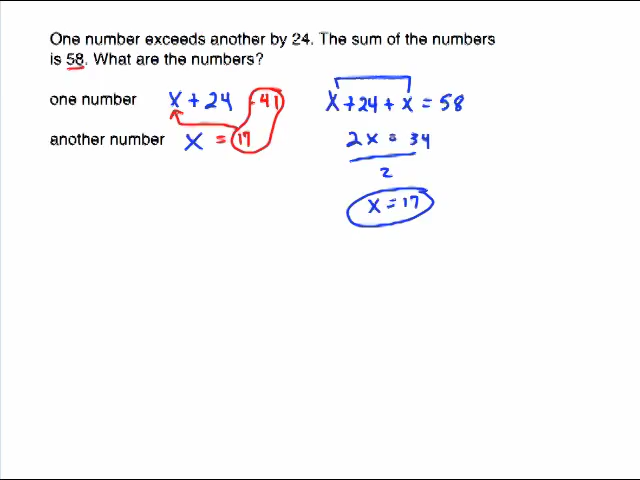 One number exceeds another by 24. The sum of the numbers
is 58. What are the numbers?
one number x + 24 = 41
another number x = 17
x + 24 + x = 58
2x = 34
2
x = 17